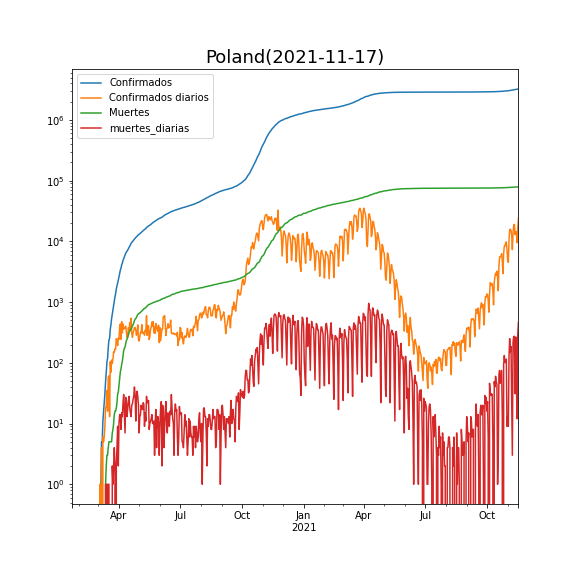 Poland(2021-11-17)
Confirmados
Confirmados diarios
Muertes
muertes_diarias
10^6
10^5
10^4
10^3
10^2
10^1
10^0
Apr Jul Oct Jan Apr Jul Oct
2021